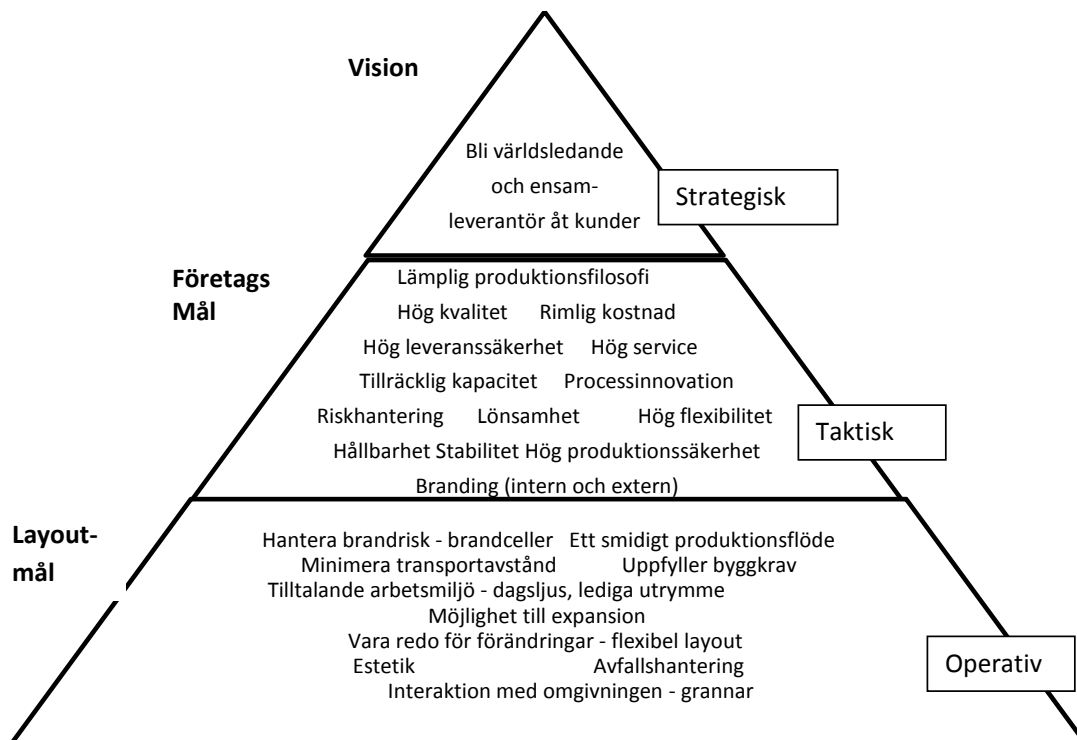 Vision
Bli världsledande
och ensam-
leverantör åt kunder
Strategisk
Företags
Mål
Lämplig produktionsfilosofi
Hög kvalitet Rimlig kostnad
Hög leveranssäkerhet Hög service
Tillräcklig kapacitet Processinnovation
Riskhantering Lönsamhet Hög flexibilitet
Hållbarhet Stabilitet Hög produktionssäkerhet
Branding (intern och extern)
Taktisk
Layout-
mål
Hantera brandrisk - brandceller Ett smidigt produktionsflöde
Minimera transportavstånd Uppfyller byggkrav
Tilltalande arbetsmiljö - dagsljus, lediga utrymme
Möjlighet till expansion
Vara redo för förändringar - flexibel layout
Estetik Avfallshantering
Interaktion med omgivningen - grannar
Operativ